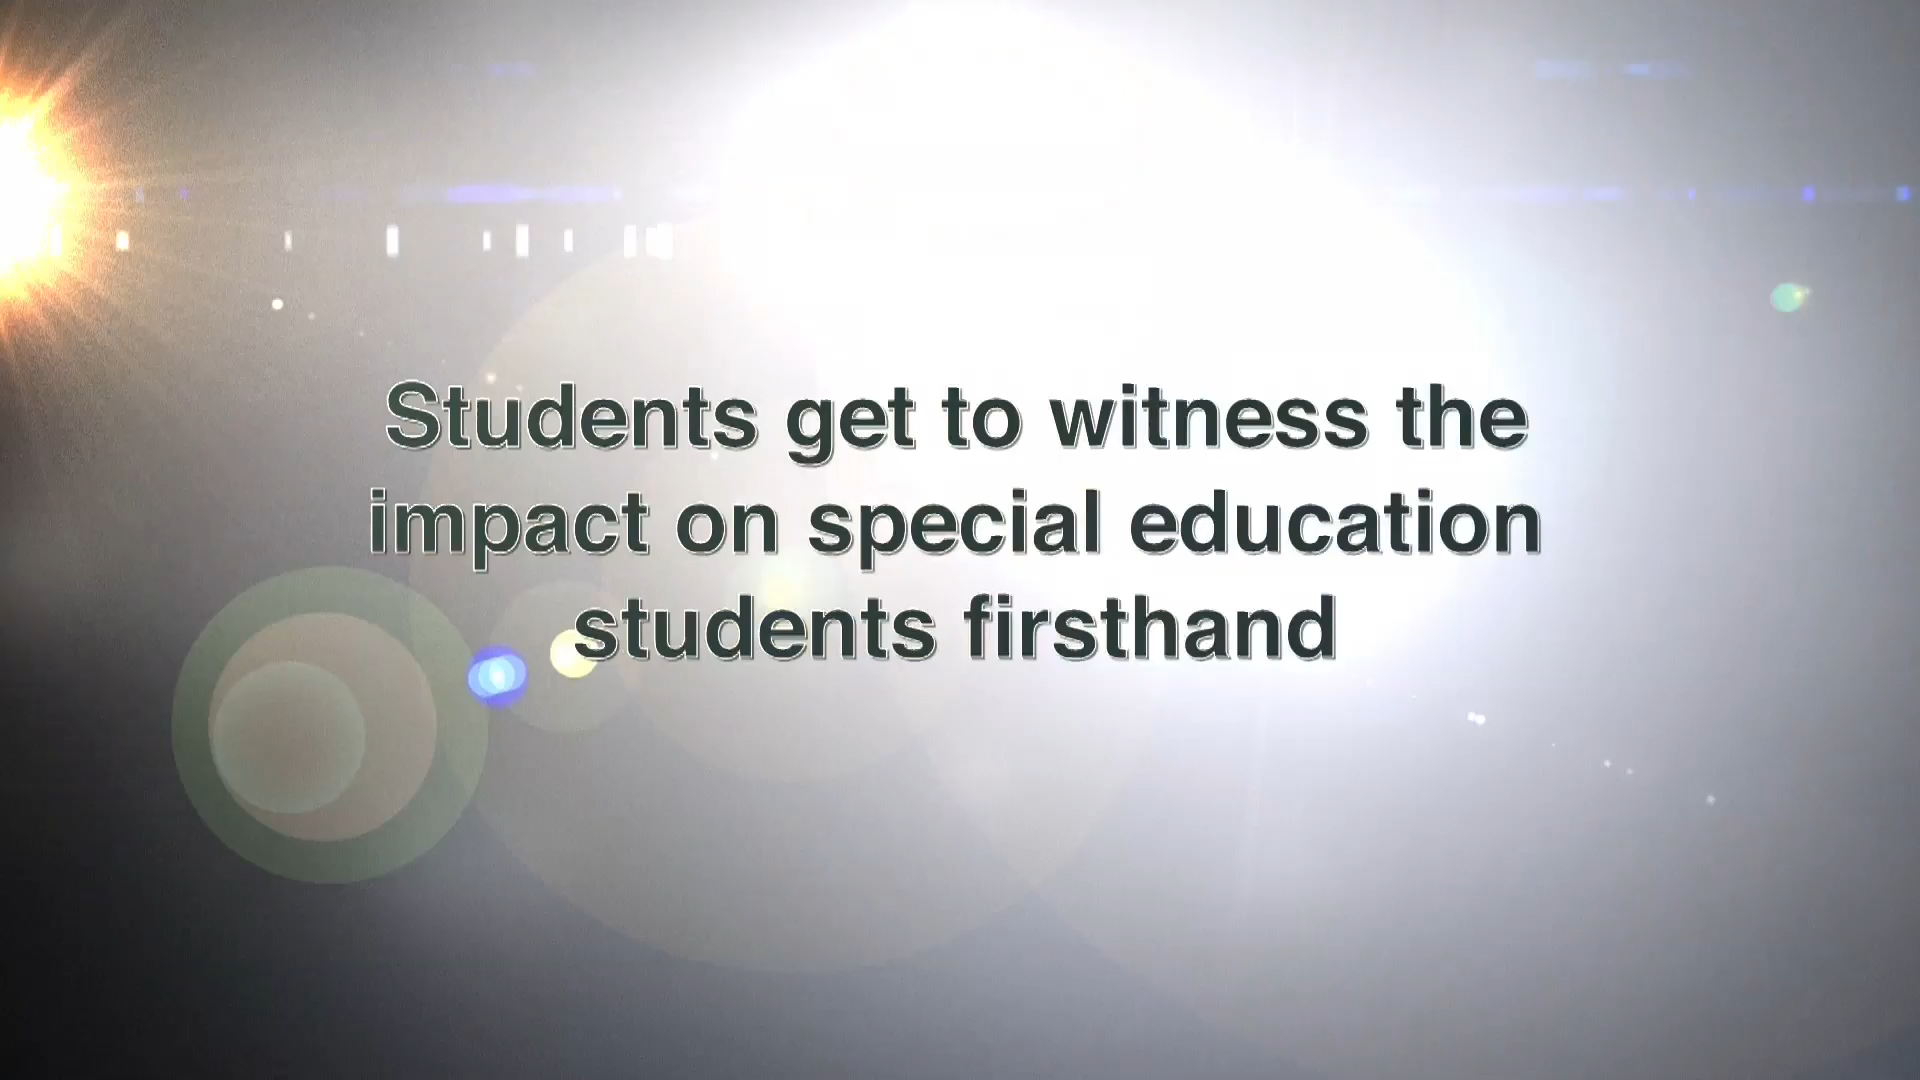 Students get to witness the
impact on special education
students firsthand